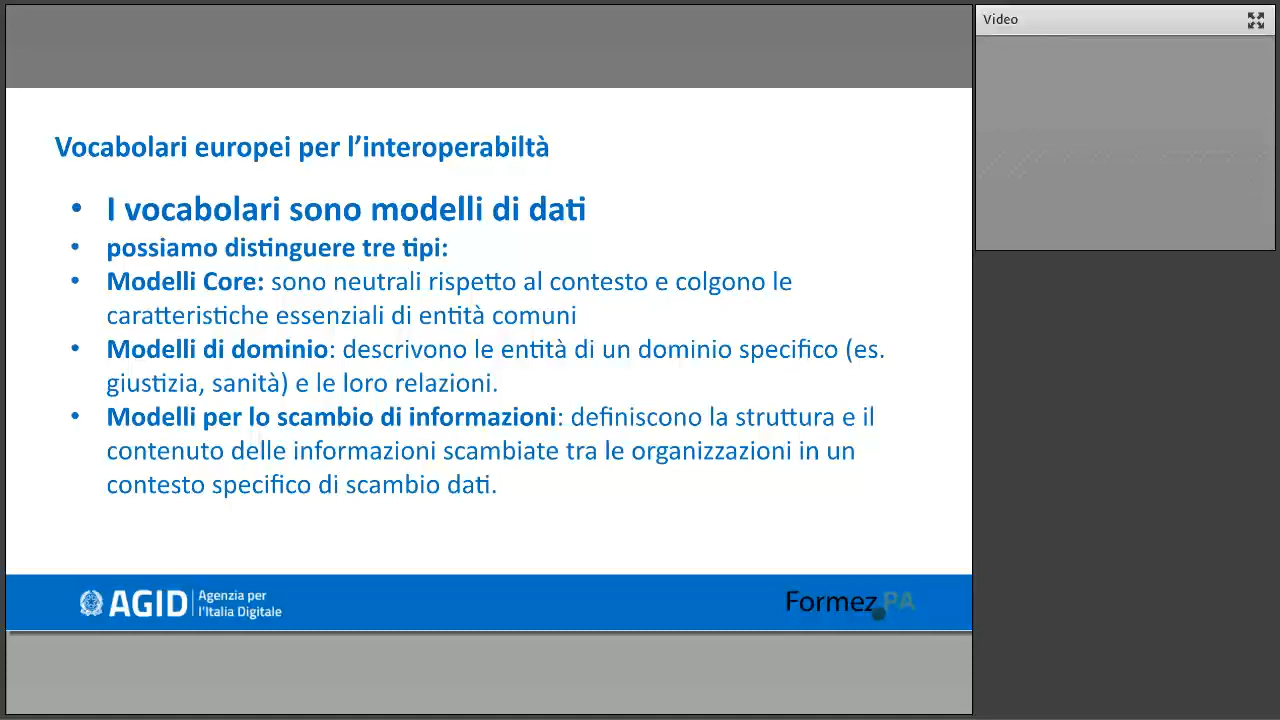 Video
Vocabolari europei per l’interoperabiltà
• I vocabolari sono modelli di dati
• possiamo distinguere tre tipi:
• Modelli Core: sono neutrali rispetto al contesto e colgono le
caratteristiche essenziali di entità comuni
• Modelli di dominio: descrivono le entità di un dominio specifico (es.
giustizia, sanità) e le loro relazioni.
• Modelli per lo scambio di informazioni: definiscono la struttura e il
contenuto delle informazioni scambiate tra le organizzazioni in un
contesto specifico di scambio dati.
AGID Agenzia per
l'Italia Digitale
Formez PA